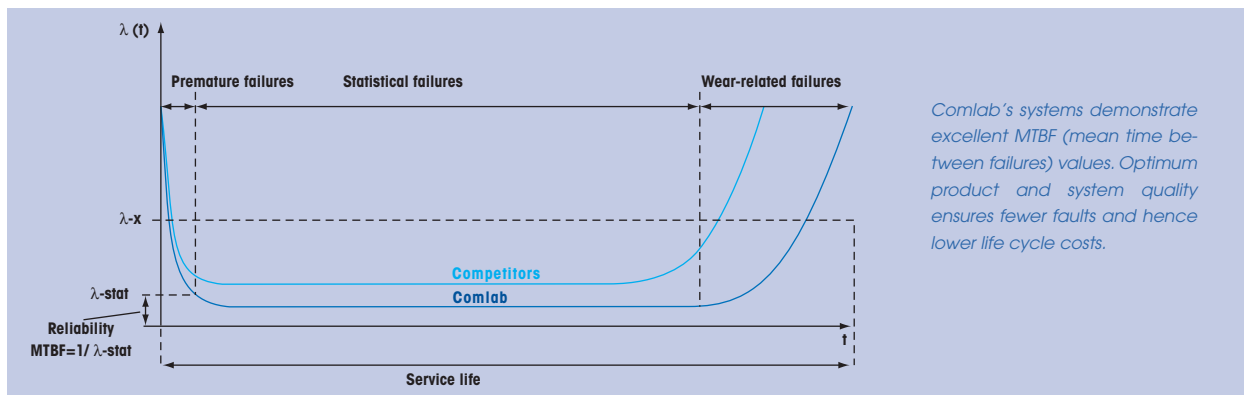 λ (t)
Premature failures
Statistical failures
Wear-related failures
λ-x
Competitors
Comlab
λ-stat
Reliability
MTBF=1/ λ-stat
t
Service life
Comlab's systems demonstrate
excellent MTBF (mean time be-
tween failures) values. Optimum
product and system quality
ensures fewer faults and hence
lower life cycle costs.